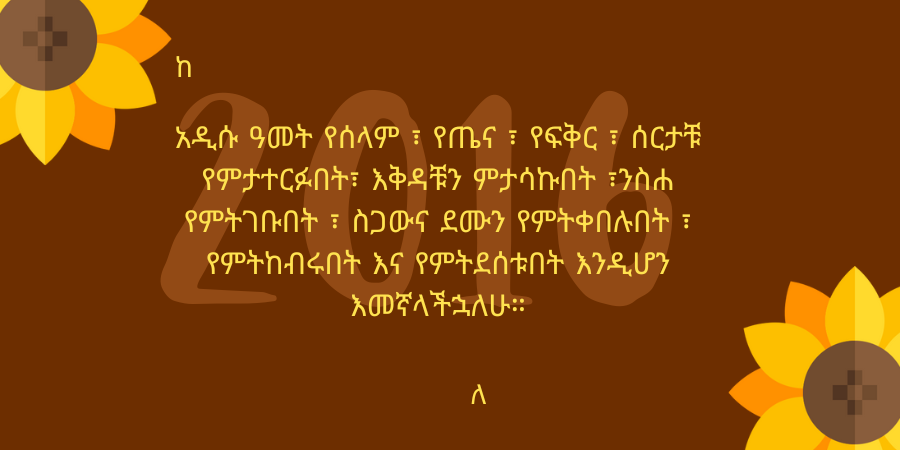 ከ
2016
አዲሱ ዓመት የሰላም ፣ የጤና ፣ የፍቅር ፣ ሰርታቹ
የምታተርፉበት፣ እቅዳቹን ምታሳኩበት ፣ንስሐ
የምትገቡበት ፣ ስጋውና ደሙን የምትቀበሉበት ፣
የምትከብሩበት እና የምትደሰቱበት እንዲሆን
እመኛላችኋለሁ።
ለ